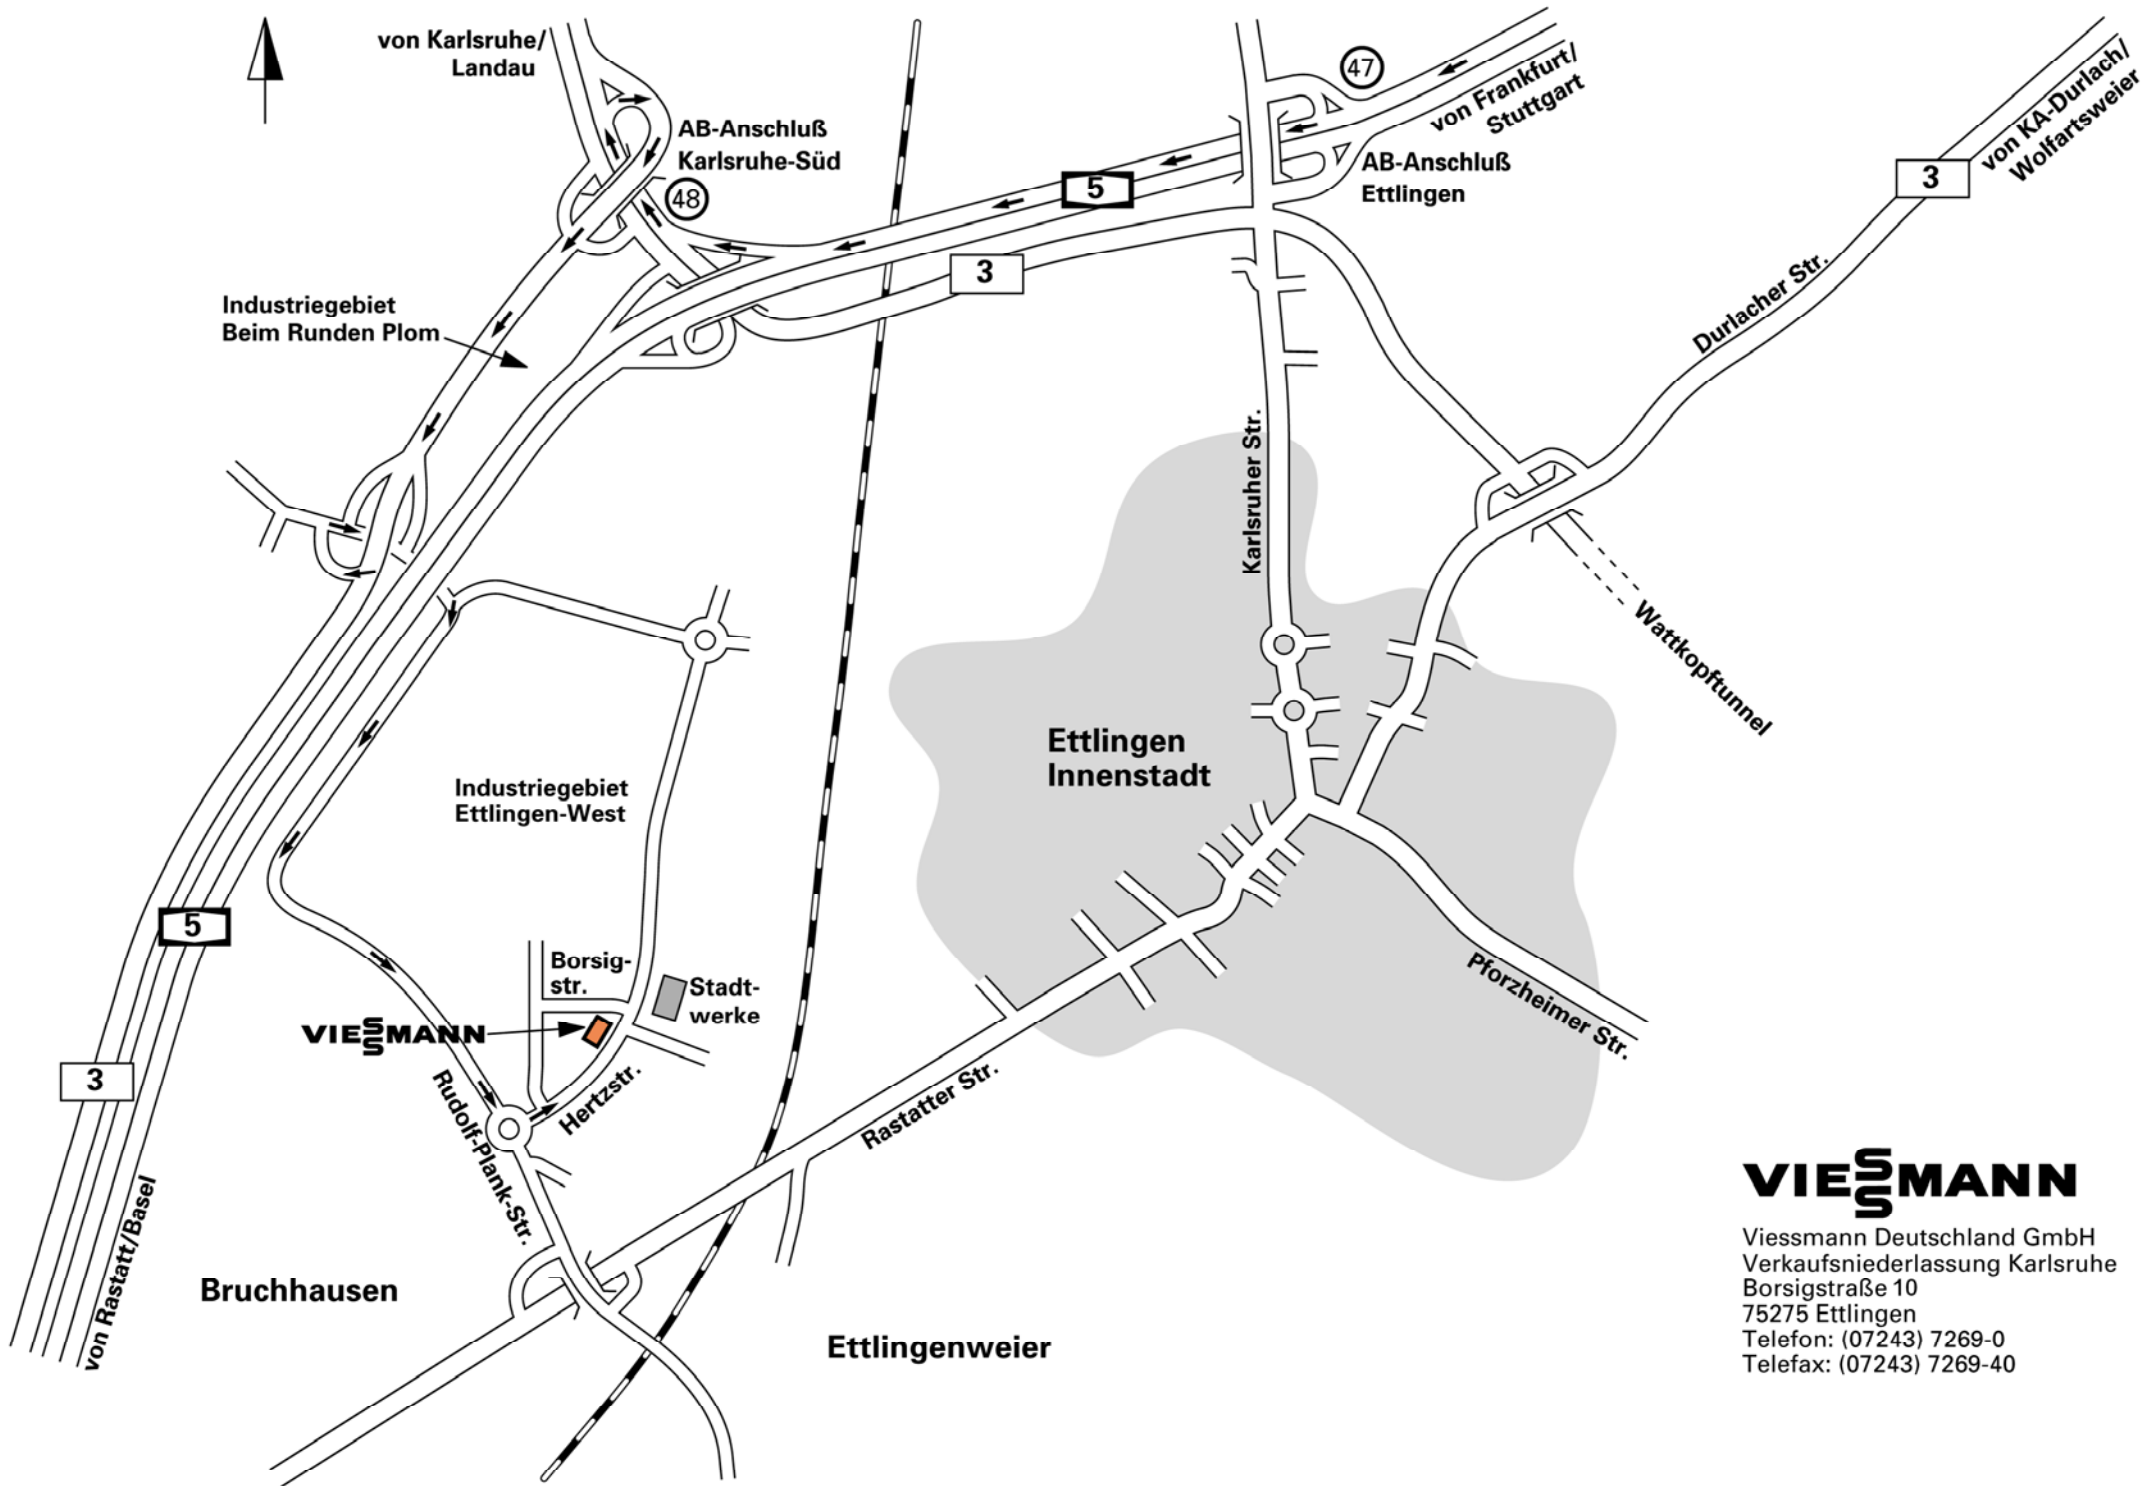 von Karlsruhe/
Landau
AB-Anschluß
Karlsruhe-Süd
48
47
von Frankfurt/
Stuttgart
AB-Anschluß
Ettlingen
von KA-Durlach/
Wolfartsweier
3
5
3
Durlacher Str.
Industriegebiet
Beim Runden Plom
Karlsruher Str.
Wattkopftunnel
Ettlingen
Innenstadt
Industriegebiet
Ettlingen-West
5
Borsig-
str.
Stadt-
werke
VIESSMANN
3
Rudolf-Plank-Str.
Hertzstr.
Rastatter Str.
Pforzheimer Str.
von Rastatt/Basel
Bruchhausen
Ettlingenweier
VIESSMANN
Viessmann Deutschland GmbH
Verkaufsniederlassung Karlsruhe
Borsigstraße 10
75275 Ettlingen
Telefon: (07243) 7269-0
Telefax: (07243) 7269-40